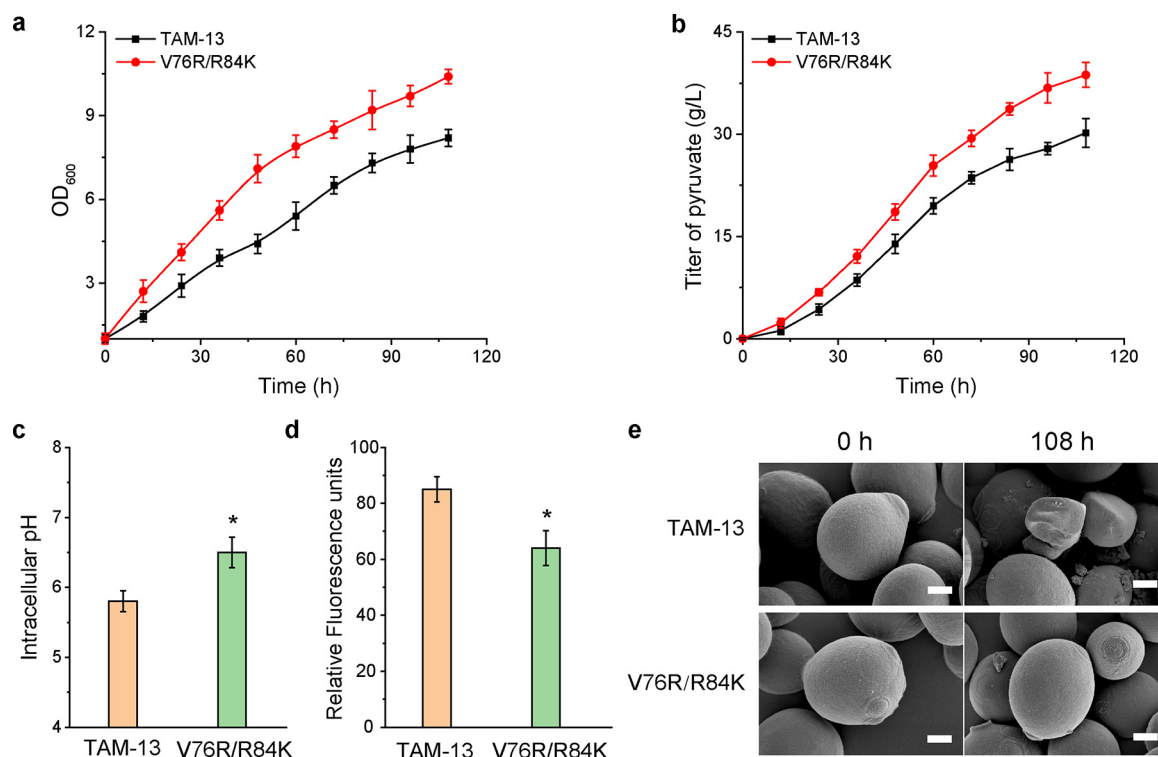 a
TAM-13
V76R/R84K
12
9
6
3
OD600
0 30 60 90 120
Time (h)
b
TAM-13
V76R/R84K
45
30
15
0
Titer of pyruvate (g/L)
0 30 60 90 120
Time (h)
c
8
7
6
5
4
Intracellular pH
*
TAM-13 V76R/R84K
d
100
80
60
40
20
0
Relative Fluorescence units
*
TAM-13 V76R/R84K
e
0 h 108 h
TAM-13
V76R/R84K